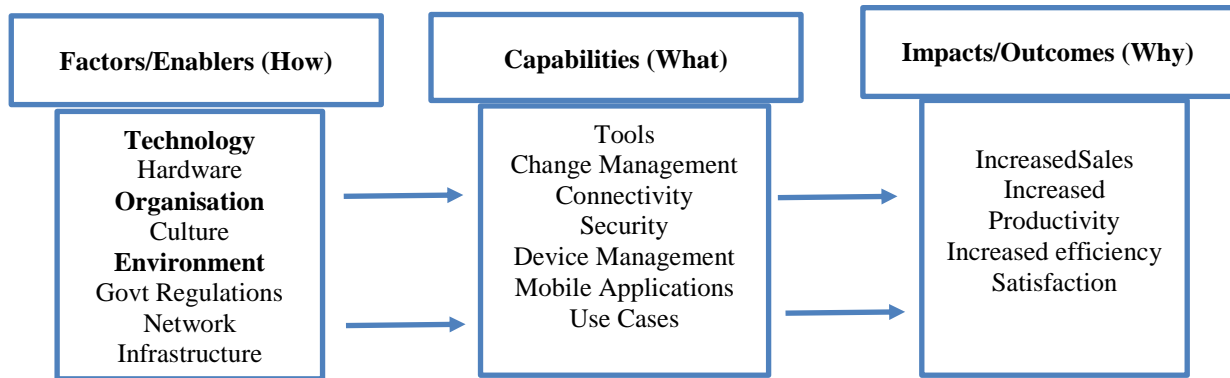 Factors/Enablers (How)
Technology
Hardware
Organisation
Culture
Environment
Govt Regulations
Network
Infrastructure
Capabilities (What)
Tools
Change Management
Connectivity
Security
Device Management
Mobile Applications
Use Cases
Impacts/Outcomes (Why)
IncreasedSales
Increased
Productivity
Increased efficiency
Satisfaction